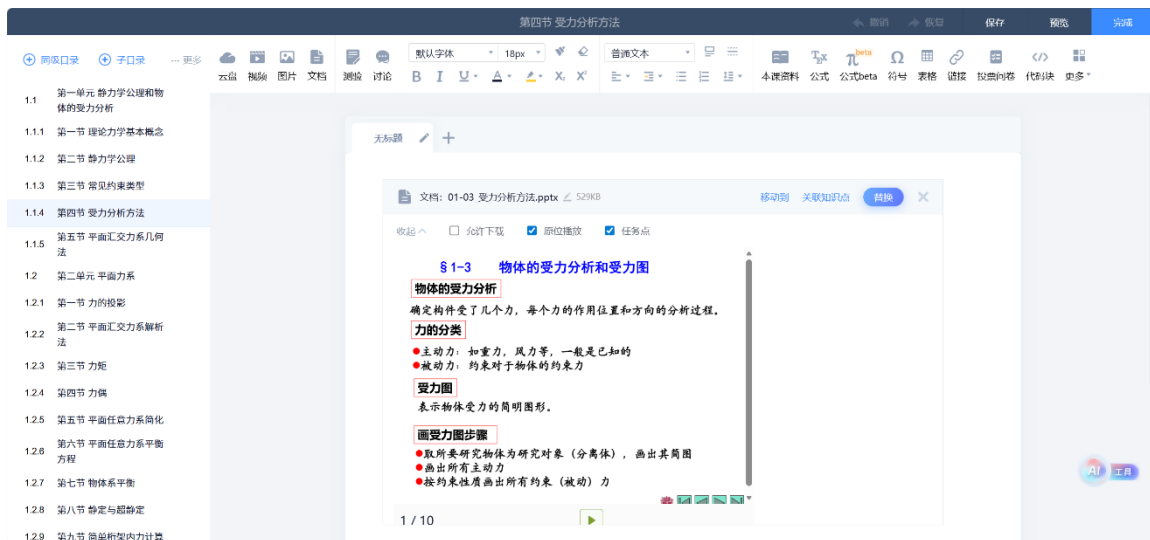 第四节 受力分析方法
撤销
恢复
保存
预览
完成
同级目录
子目录
··· 更多
云盘
视频
图片
文档
测验
讨论
默认字体
18px
普通文本
B I U A X₂ X²
本课资料
公式
公式beta
beta
符号
表格
链接
投票问卷
代码块
更多
1.1 第一单元 静力学公理和物
体的受力分析
1.1.1 第一节 理论力学基本概念
1.1.2 第二节 静力学公理
1.1.3 第三节 常见约束类型
1.1.4 第四节 受力分析方法
1.1.5 第五节 平面汇交力系几何
法
1.2 第二单元 平面力系
1.2.1 第一节 力的投影
1.2.2 第二节 平面汇交力系解析
法
1.2.3 第三节 力矩
1.2.4 第四节 力偶
1.2.5 第五节 平面任意力系简化
1.2.6 第六节 平面任意力系平衡
方程
1.2.7 第七节 物体系平衡
1.2.8 第八节 静定与超静定
1.2.9 第九节 简单桁架内力计算
无标题
文档: 01-03 受力分析方法.pptx 529KB
移动到
关联知识点
替换
收起
允许下载
原位播放
任务点
§1-3 物体的受力分析和受力图
物体的受力分析
确定构件受了几个力，每个力的作用位置和方向的分析过程.
力的分类
●主动力：如重力，风力等，一般是已知的
●被动力：约束对于物体的约束力
受力图
表示物体受力的简明图形。
画受力图步骤
●取所要研究物体为研究对象（分离体），画出其简图
●画出所有主动力
●按约束性质画出所有约束（被动）力
1 / 10
AI 工具